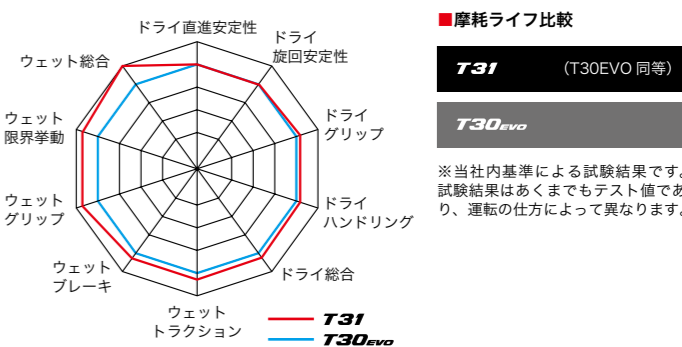 ドライ直進安定性
ドライ
旋回安定性
ドライ
グリップ
ドライ
ハンドリング
ドライ総合
ウェット
トラクション
ウェット
ブレーキ
ウェット
グリップ
ウェット
限界挙動
ウェット総合
T31
T30EVO
■摩耗ライフ比較
T31 （T30EVO 同等）
T30EVO
※当社内基準による試験結果です。
試験結果はあくまでもテスト値であ
り、運転の仕方によって異なります。